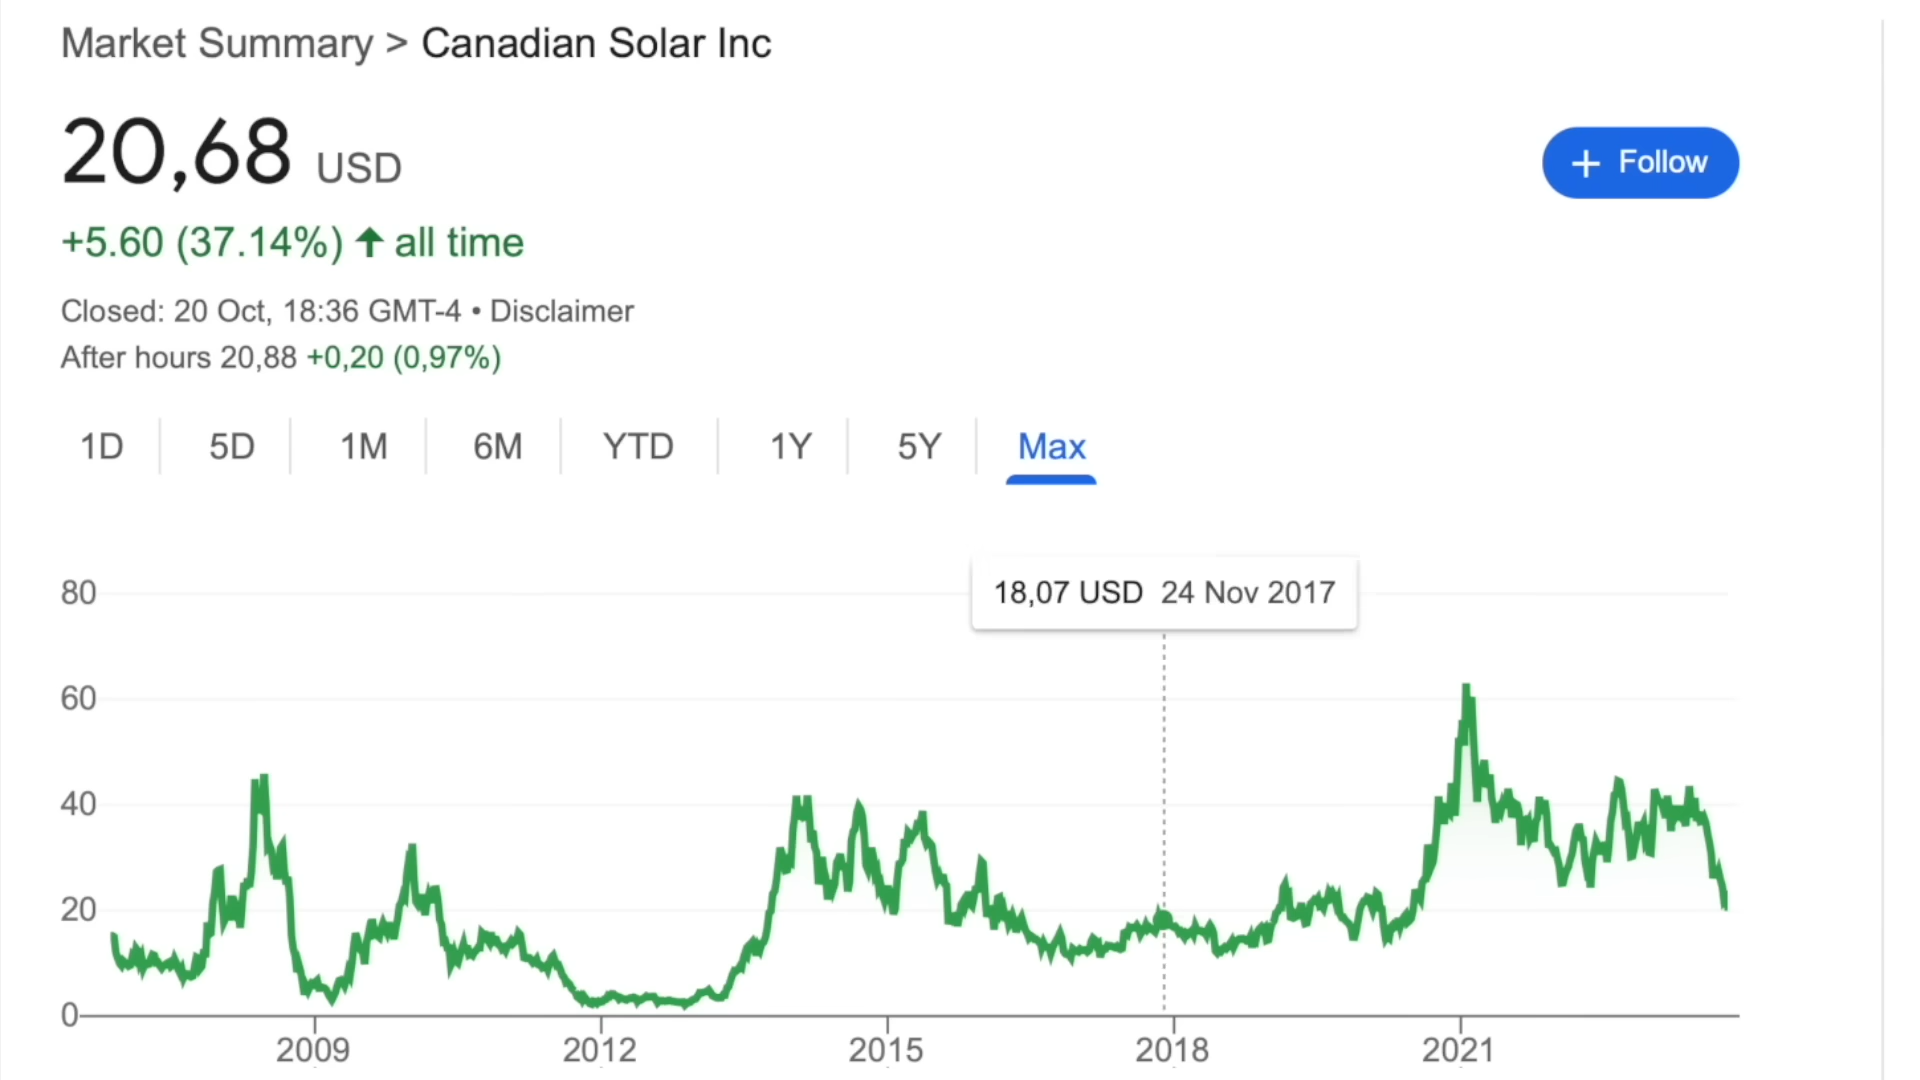 Market Summary > Canadian Solar Inc
20,68 USD
+ Follow
+5.60 (37.14%) ↑ all time
Closed: 20 Oct, 18:36 GMT-4 • Disclaimer
After hours 20,88 +0,20 (0,97%)
1D 5D 1M 6M YTD 1Y 5Y Max
18,07 USD 24 Nov 2017
80
60
40
20
0
2009 2012 2015 2018 2021